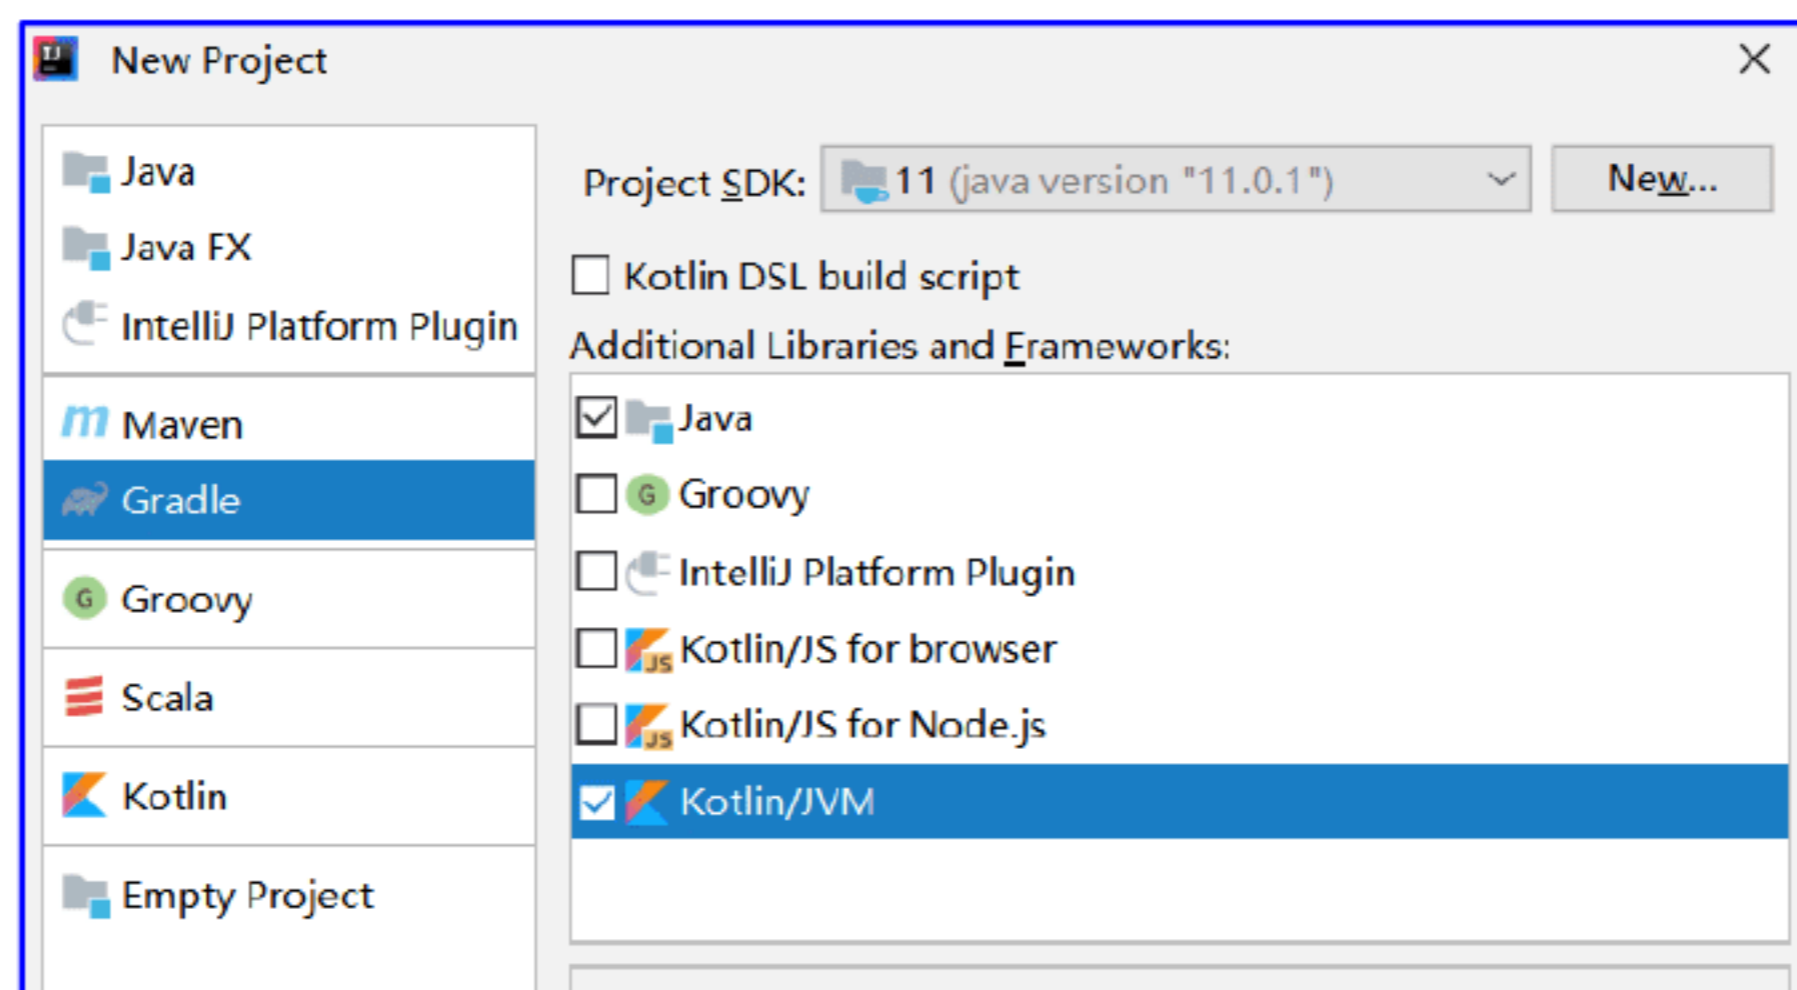 New Project
Java
Java FX
IntelliJ Platform Plugin
Maven
Gradle
Groovy
Scala
Kotlin
Empty Project
Project SDK: 11 (java version "11.0.1") New...
Kotlin DSL build script
Additional Libraries and Frameworks:
Java
Groovy
IntelliJ Platform Plugin
Kotlin/JS for browser
Kotlin/JS for Node.js
Kotlin/JVM